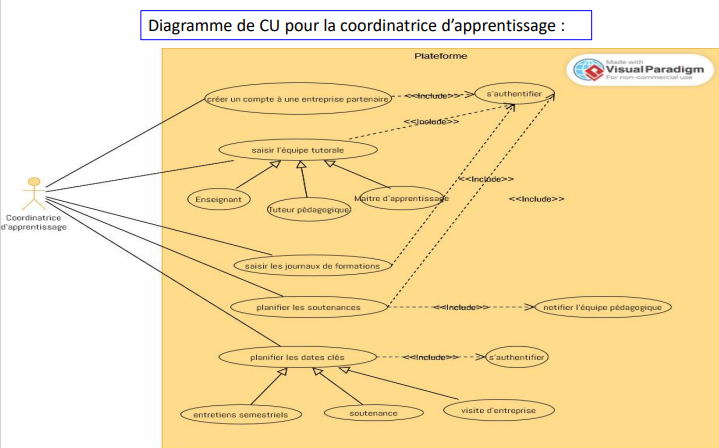 Diagramme de CU pour la coordinatrice d'apprentissage :
Plateforme
Made with
Visual Paradigm
For non-commercial use
créer un compte à une entreprise partenaire
<<Include>>
s'authentifier
<<Include>>
saisir l'équipe tutorale
<<Include>>
Enseignant
Tuteur pédagogique
Maitre d'apprentissage
<<Include>>
Coordinatrice
d'apprentissage
saisir les journaux de formations
planifier les soutenances
<<Include>>
notifier l'équipe pédagogique
planifier les dates clés
<<Include>>
s'authentifier
entretiens semestriels
soutenance
visite d'entreprise